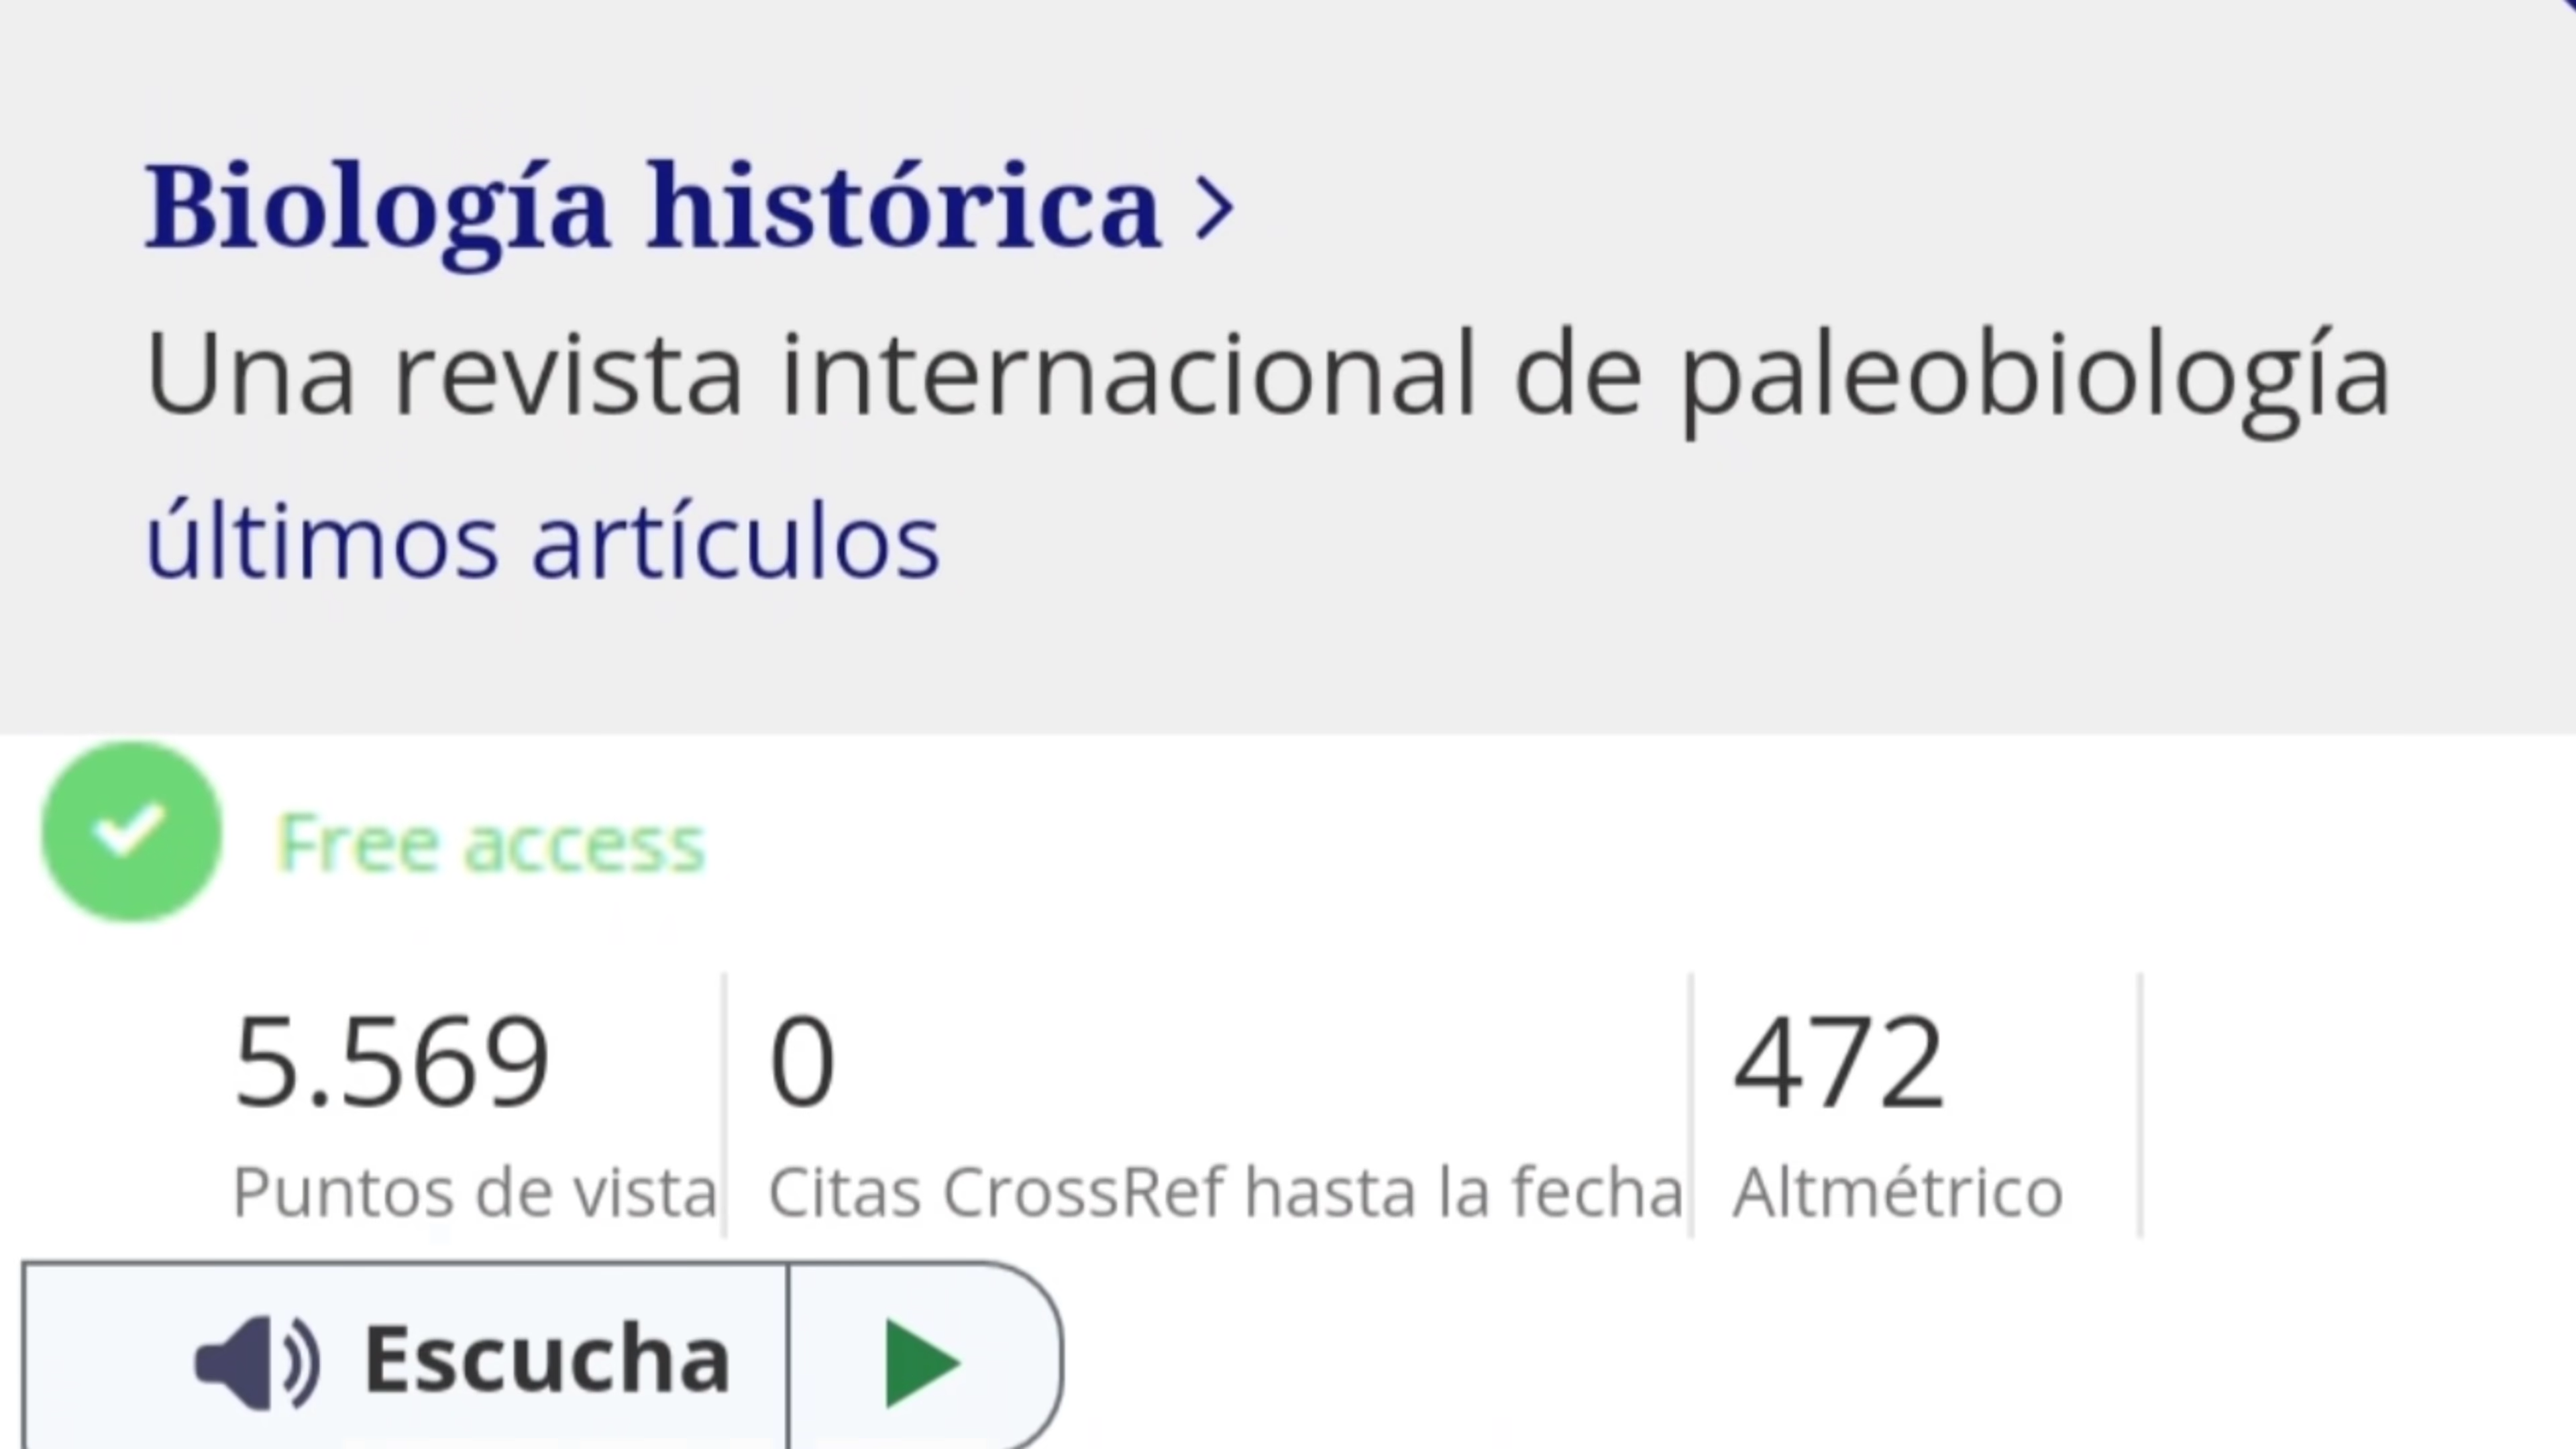 Biología histórica >
Una revista internacional de paleobiología
últimos artículos
Free access
5.569
Puntos de vista
0
Citas CrossRef hasta la fecha
472
Altmétrico
Escucha